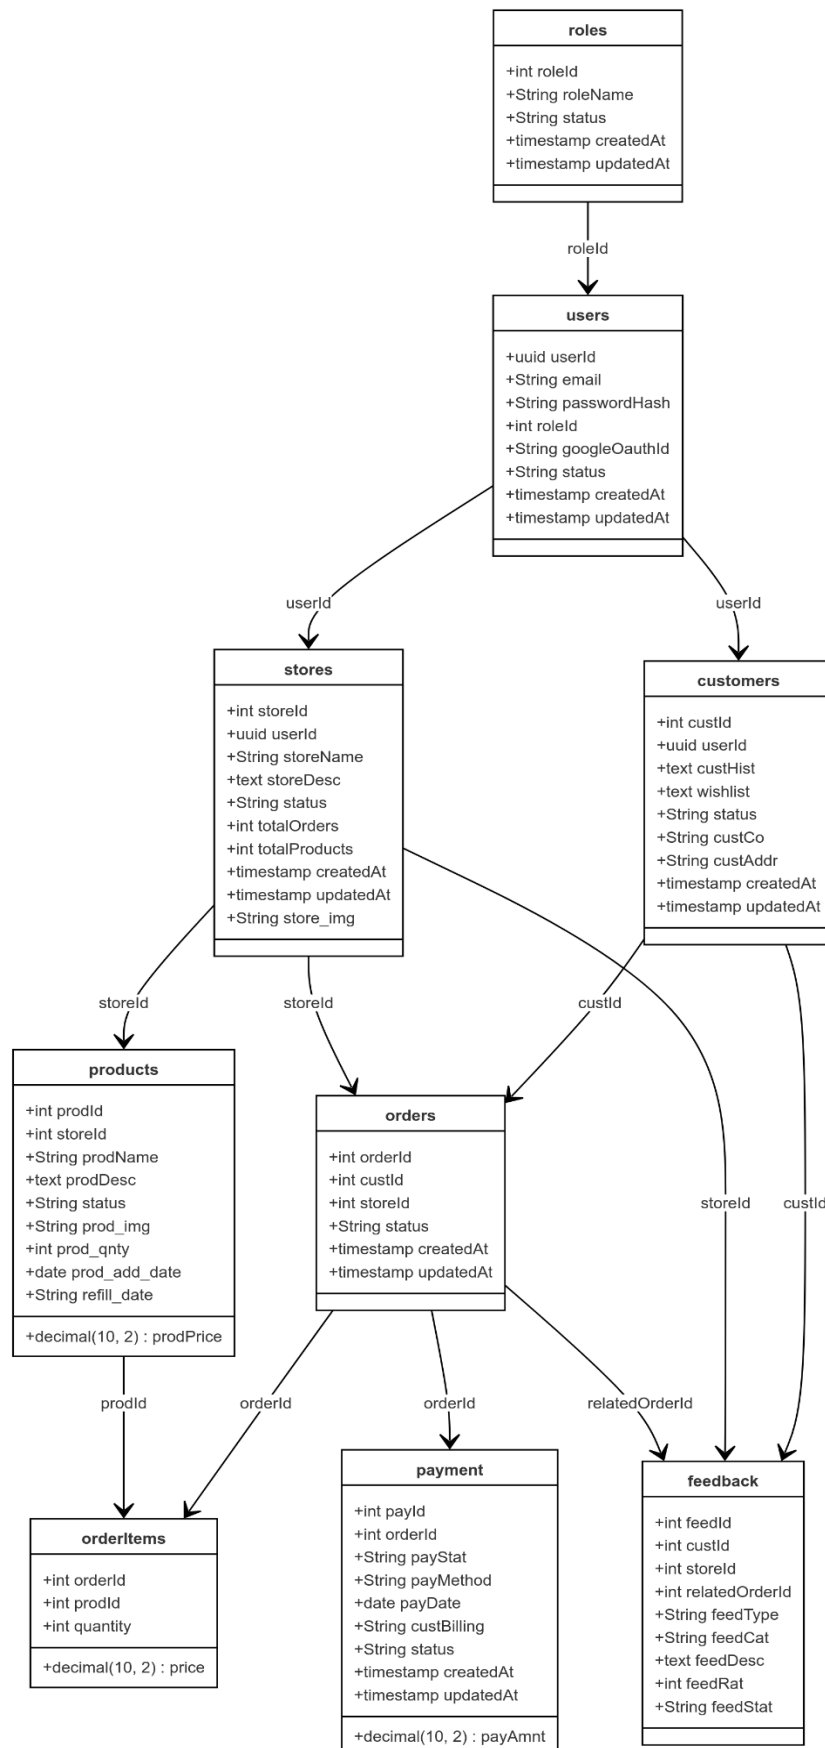 roles
+int roleId
+String roleName
+String status
+timestamp createdAt
+timestamp updatedAt
roleId
users
+uuid userId
+String email
+String passwordHash
+int roleId
+String googleOauthId
+String status
+timestamp createdAt
+timestamp updatedAt
userId
userId
stores
+int storeId
+uuid userId
+String storeName
+text storeDesc
+String status
+int totalOrders
+int totalProducts
+timestamp createdAt
+timestamp updatedAt
+String store_img
customers
+int custId
+uuid userId
+text custHist
+text wishlist
+String status
+String custCo
+String custAddr
+timestamp createdAt
+timestamp updatedAt
storeId
storeId
custId
products
+int prodId
+int storeId
+String prodName
+text prodDesc
+String status
+String prod_img
+int prod_qnty
+date prod_add_date
+String refill_date
+decimal(10, 2) : prodPrice
orders
+int orderId
+int custId
+int storeId
+String status
+timestamp createdAt
+timestamp updatedAt
storeId
custId
prodId
orderId
orderId
relatedOrderId
orderItems
+int orderId
+int prodId
+int quantity
+decimal(10, 2) : price
payment
+int payId
+int orderId
+String payStat
+String payMethod
+date payDate
+String custBilling
+String status
+timestamp createdAt
+timestamp updatedAt
+decimal(10, 2) : payAmnt
feedback
+int feedId
+int custId
+int storeId
+int relatedOrderId
+String feedType
+String feedCat
+text feedDesc
+int feedRat
+String feedStat